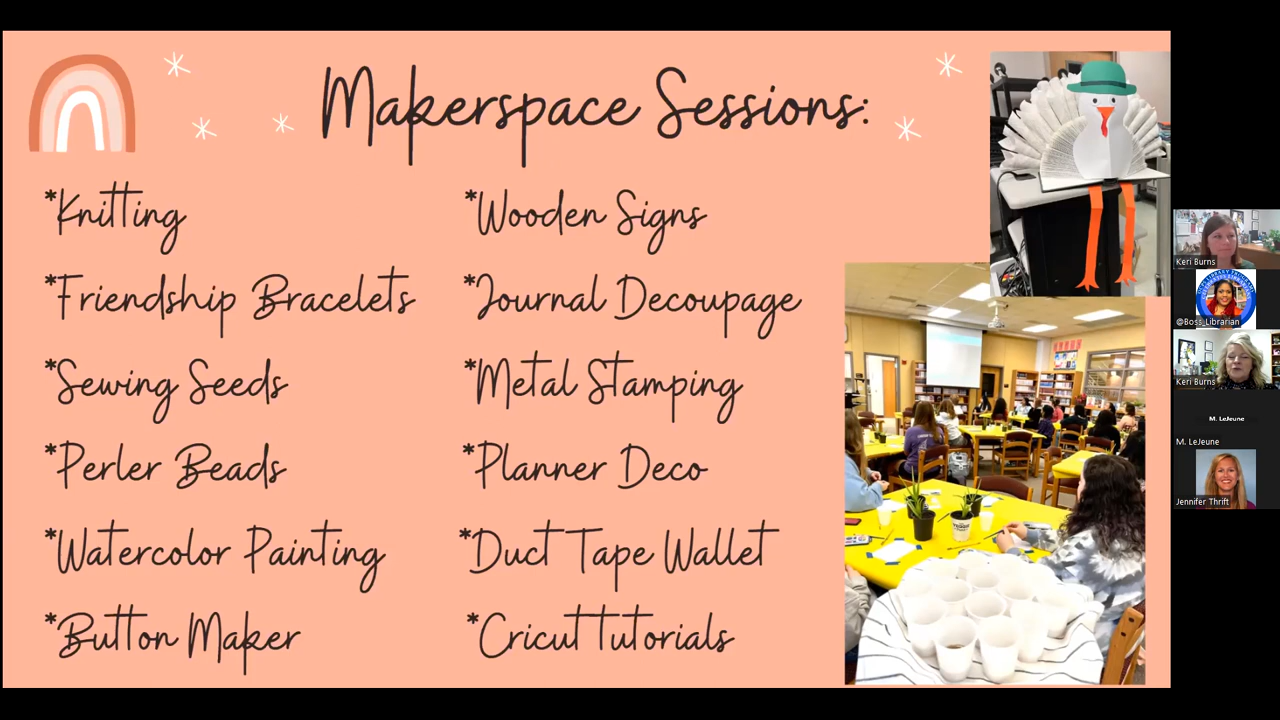 Makerspace Sessions:
*Knitting
*Friendship Bracelets
*Sewing Seeds
*Perler Beads
*Watercolor Painting
*Button Maker
*Wooden Signs
*Journal Decoupage
*Metal Stamping
*Planner Deco
*Duct Tape Wallet
*Cricut tutorials
Keri Burns
@Boss_Librarian
Keri Burns
M. LeJeune
M. LeJeune
Jennifer Thrift